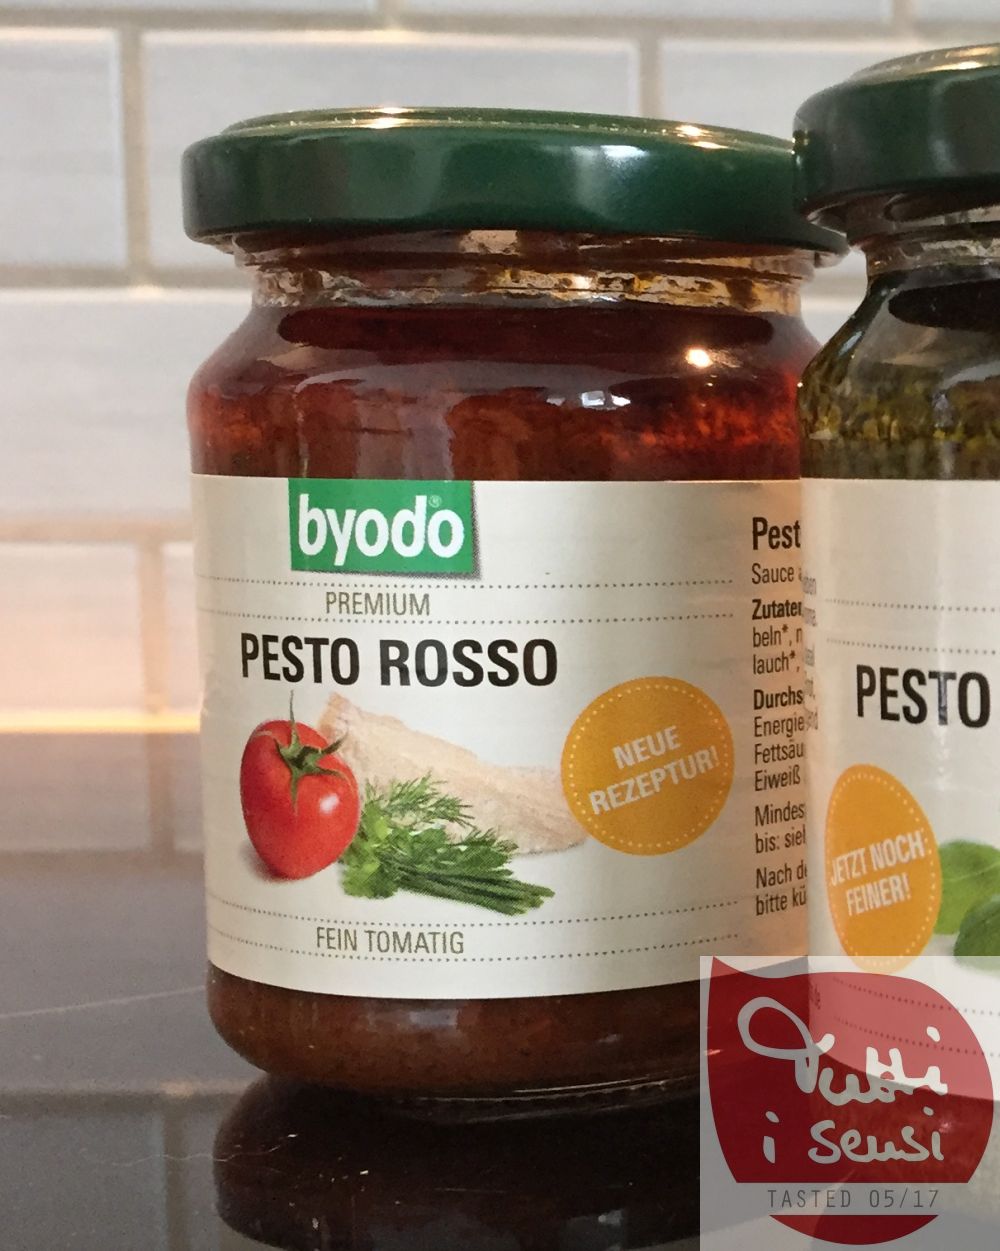 byodo®
PREMIUM
PESTO ROSSO
NEUE
REZEPTUR!
FEIN TOMATIG
Pest
Sauce
Zutaten
beln*, n
lauch*,
Durchs
Energie
Fettsäu
Eiweiß
Mindes
bis: sie
Nach de
bitte kü
PESTO
JETZT NOCH
FEINER!
Tutti
i sensi
TASTED 05/17